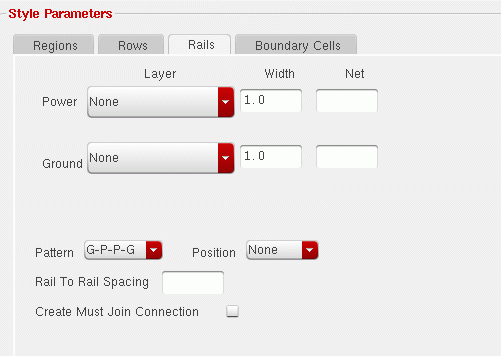 Style Parameters
Regions Rows Rails Boundary Cells
Layer Width Net
Power None 1.0
Ground None 1.0
Pattern G-P-P-G Position None
Rail To Rail Spacing
Create Must Join Connection